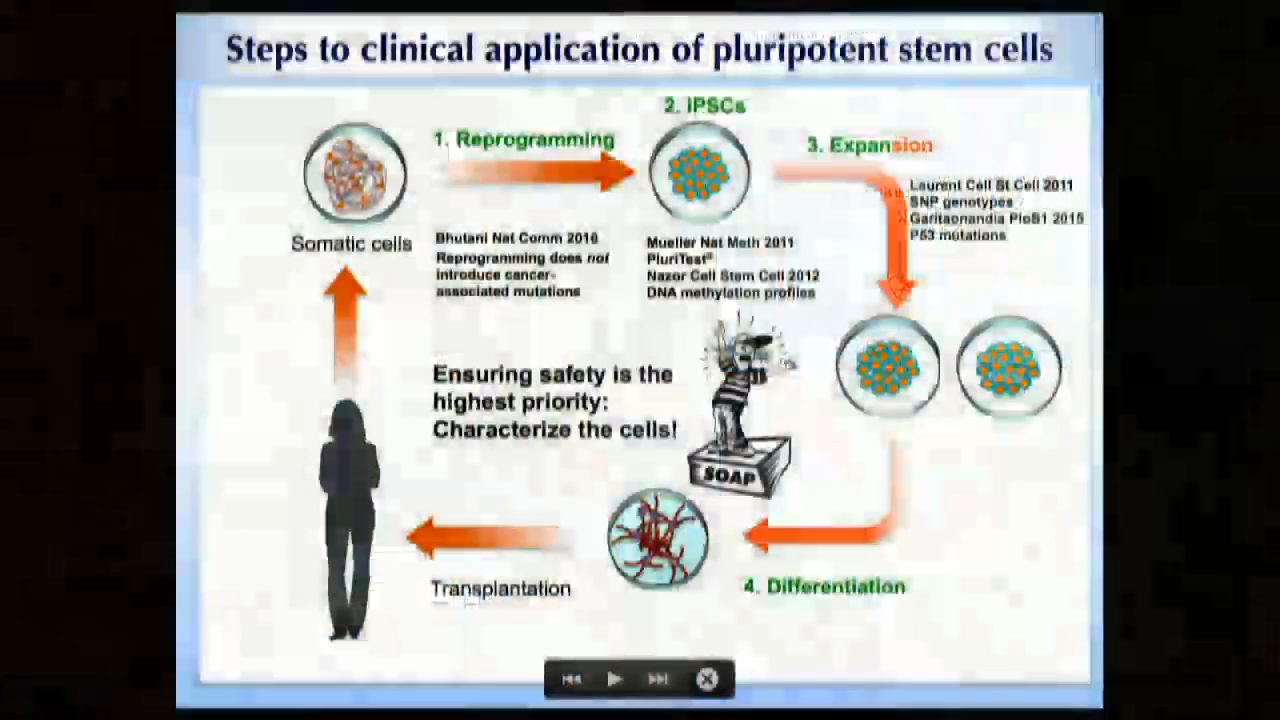 Steps to clinical application of pluripotent stem cells
2. iPSCs
1. Reprogramming
3. Expansion
Laurent Cell St Cell 2011
SNP genotypes
Garitaonandia PloS1 2015
P53 mutations
Somatic cells
Bhutani Nat Comm 2016
Reprogramming does not
introduce cancer-
associated mutations
Mueller Nat Meth 2011
PluriTest®
Nazor Cell Stem Cell 2012
DNA methylation profiles
Ensuring safety is the
highest priority:
Characterize the cells!
SOAP
Transplantation
4. Differentiation